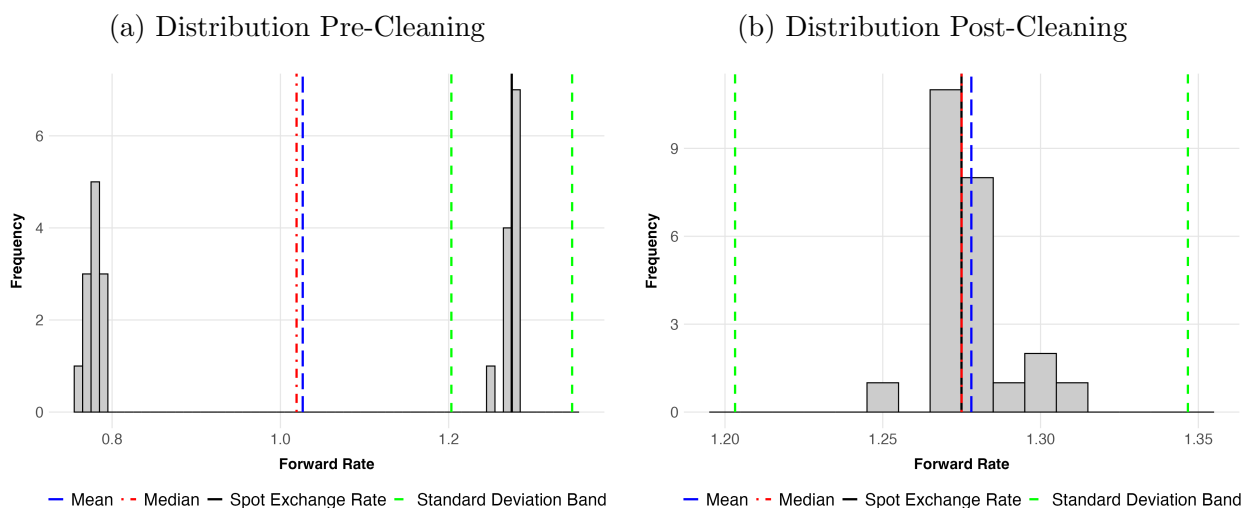 (a) Distribution Pre-Cleaning
6
4
2
0
Frequency
0.8 1.0 1.2
Forward Rate
Mean Median Spot Exchange Rate Standard Deviation Band
(b) Distribution Post-Cleaning
9
6
3
0
Frequency
1.20 1.25 1.30 1.35
Forward Rate
Mean Median Spot Exchange Rate Standard Deviation Band